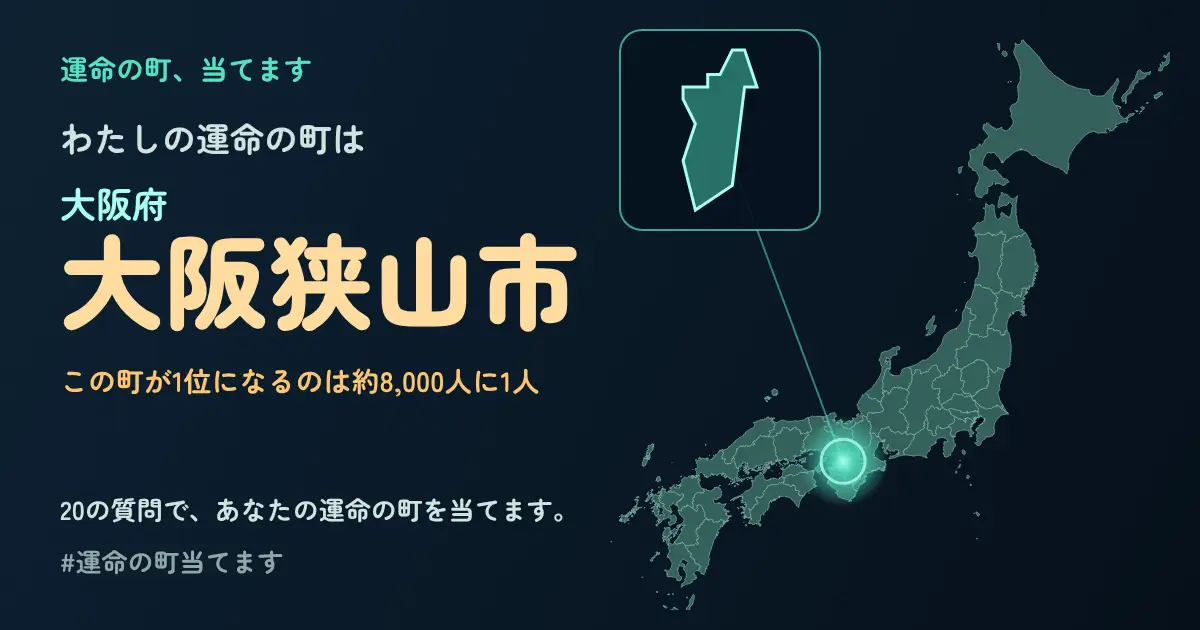 運命の町、当てます
わたしの運命の町は
大阪府
大阪狭山市
この町が1位になるのは約8,000人に1人
20の質問で、あなたの運命の町を当てます。
#運命の町当てます